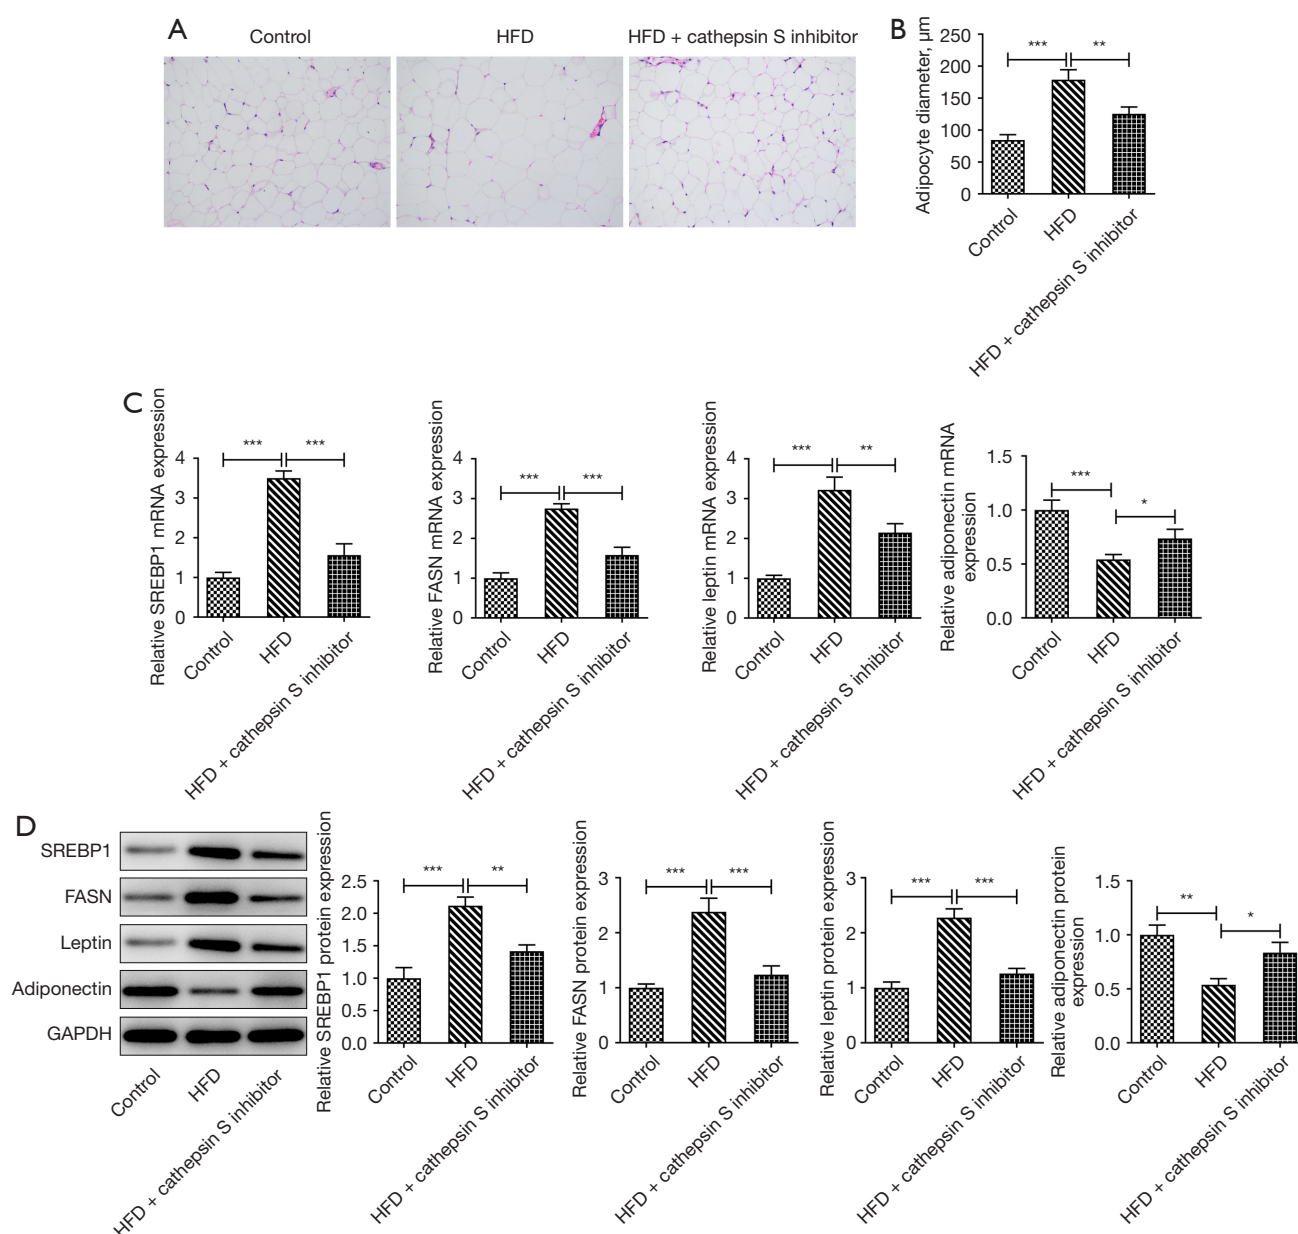 A
Control
HFD
HFD + cathepsin S inhibitor
B
Adipocyte diameter, μm
250
200
150
100
50
0
***
**
Control
HFD
HFD + cathepsin S inhibitor
C
Relative SREBP1 mRNA expression
4
3
2
1
0
***
***
Control
HFD
HFD + cathepsin S inhibitor
Relative FASN mRNA expression
4
3
2
1
0
***
***
Control
HFD
HFD + cathepsin S inhibitor
Relative leptin mRNA expression
4
3
2
1
0
***
**
Control
HFD
HFD + cathepsin S inhibitor
Relative adiponectin mRNA
expression
1.5
1.0
0.5
0.0
***
*
Control
HFD
HFD + cathepsin S inhibitor
D
SREBP1
FASN
Leptin
Adiponectin
GAPDH
Control
HFD
HFD + cathepsin S inhibitor
Relative SREBP1 protein expression
2.5
2.0
1.5
1.0
0.5
0.0
***
**
Control
HFD
HFD + cathepsin S inhibitor
Relative FASN protein expression
3
2
1
0
***
***
Control
HFD
HFD + cathepsin S inhibitor
Relative leptin protein expression
3
2
1
0
***
***
Control
HFD
HFD + cathepsin S inhibitor
Relative adiponectin protein
expression
1.5
1.0
0.5
0.0
**
*
Control
HFD
HFD + cathepsin S inhibitor